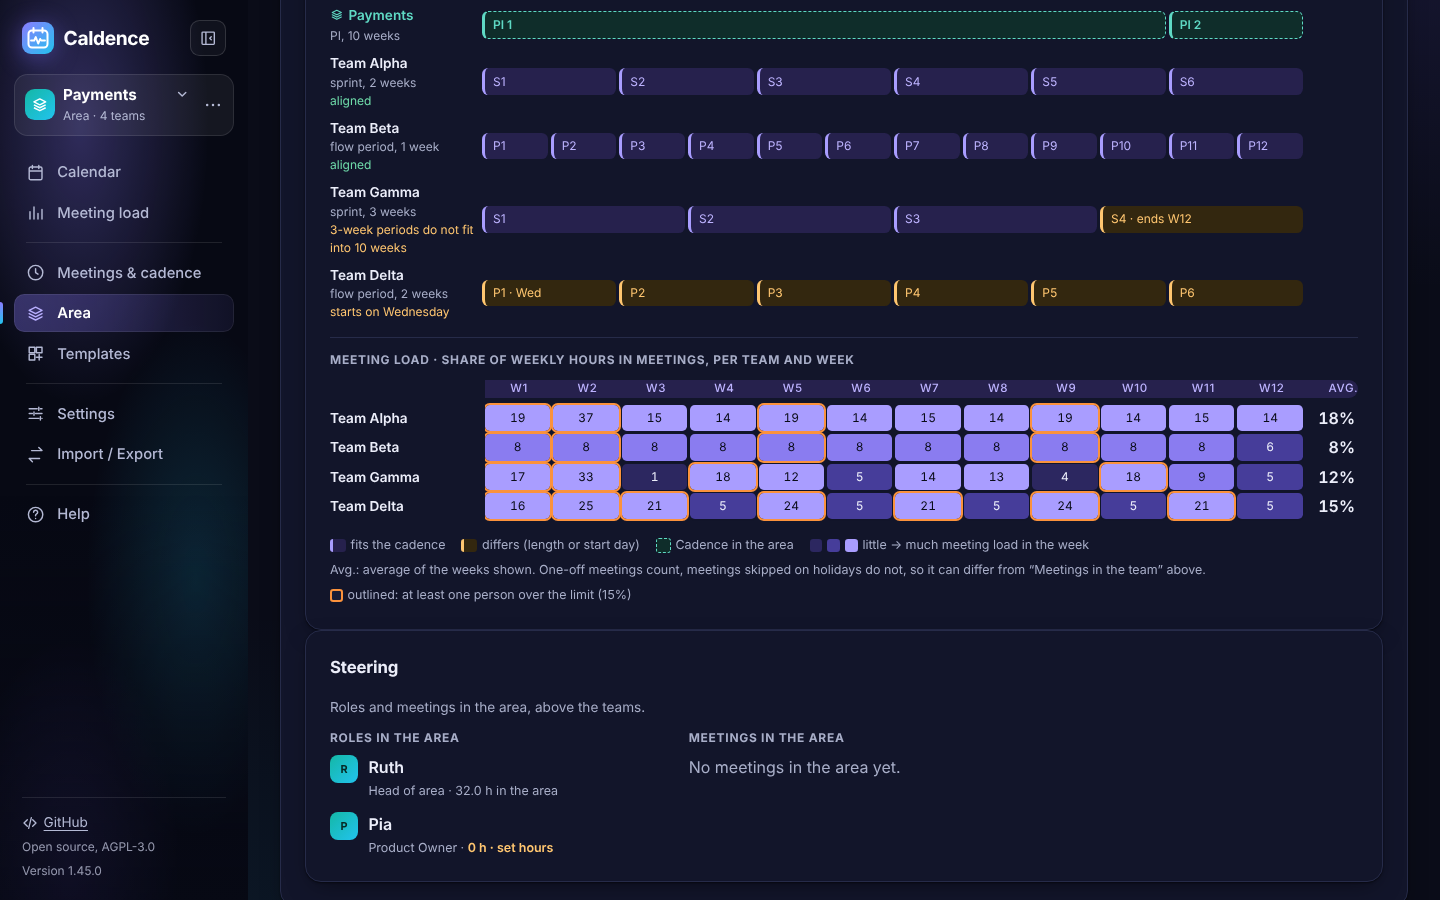 Caldence
Payments
Area · 4 teams
Calendar
Meeting load
Meetings & cadence
Area
Templates
Settings
Import / Export
Help
GitHub
Open source, AGPL-3.0
Version 1.45.0
Payments
PI, 10 weeks
PI 1 PI 2
Team Alpha
sprint, 2 weeks
aligned
S1 S2 S3 S4 S5 S6
Team Beta
flow period, 1 week
aligned
P1 P2 P3 P4 P5 P6 P7 P8 P9 P10 P11 P12
Team Gamma
sprint, 3 weeks
3-week periods do not fit
into 10 weeks
S1 S2 S3 S4 · ends W12
Team Delta
flow period, 2 weeks
starts on Wednesday
P1 · Wed P2 P3 P4 P5 P6
MEETING LOAD · SHARE OF WEEKLY HOURS IN MEETINGS, PER TEAM AND WEEK
W1 W2 W3 W4 W5 W6 W7 W8 W9 W10 W11 W12 AVG.
Team Alpha 19 37 15 14 19 14 15 14 19 14 15 14 18%
Team Beta 8 8 8 8 8 8 8 8 8 8 8 6 8%
Team Gamma 17 33 1 18 12 5 14 13 4 18 9 5 12%
Team Delta 16 25 21 5 24 5 21 5 24 5 21 5 15%
fits the cadence differs (length or start day) Cadence in the area little → much meeting load in the week
Avg.: average of the weeks shown. One-off meetings count, meetings skipped on holidays do not, so it can differ from “Meetings in the team” above.
outlined: at least one person over the limit (15%)
Steering
Roles and meetings in the area, above the teams.
ROLES IN THE AREA
R Ruth
Head of area · 32.0 h in the area
P Pia
Product Owner · 0 h · set hours
MEETINGS IN THE AREA
No meetings in the area yet.